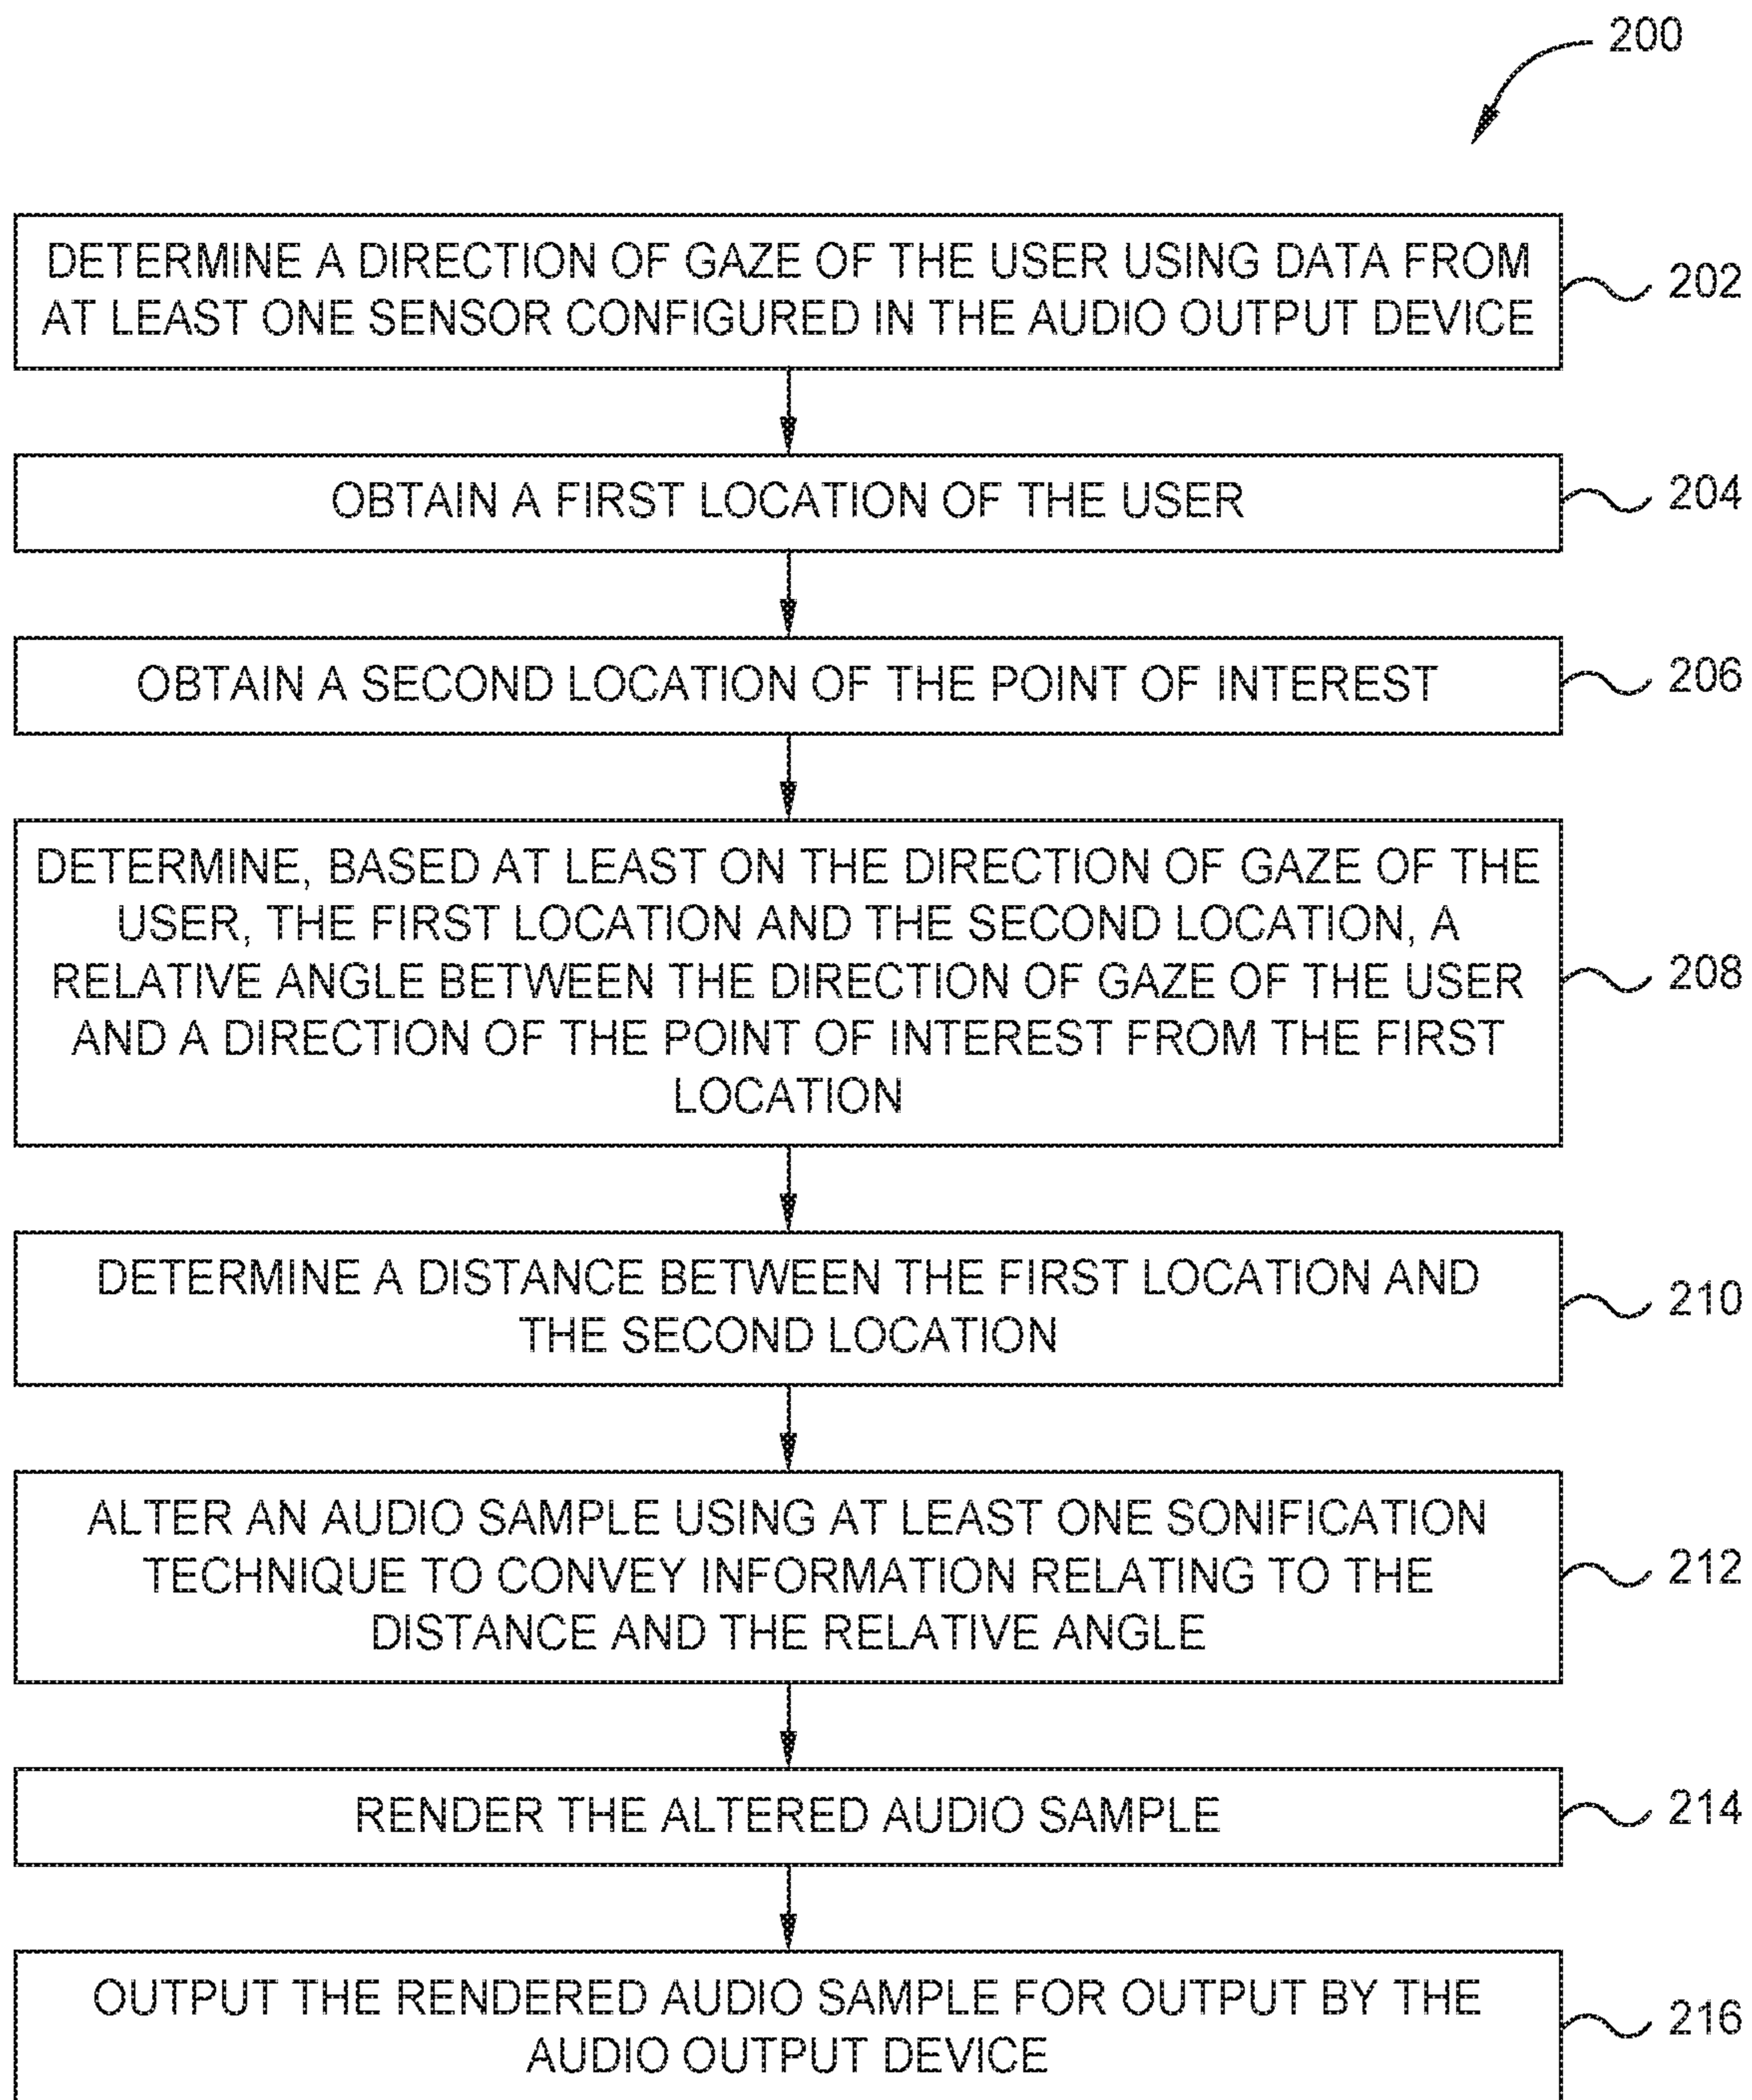 200
DETERMINE A DIRECTION OF GAZE OF THE USER USING DATA FROM
AT LEAST ONE SENSOR CONFIGURED IN THE AUDIO OUTPUT DEVICE
202
OBTAIN A FIRST LOCATION OF THE USER
204
OBTAIN A SECOND LOCATION OF THE POINT OF INTEREST
206
DETERMINE, BASED AT LEAST ON THE DIRECTION OF GAZE OF THE
USER, THE FIRST LOCATION AND THE SECOND LOCATION, A
RELATIVE ANGLE BETWEEN THE DIRECTION OF GAZE OF THE USER
AND A DIRECTION OF THE POINT OF INTEREST FROM THE FIRST
LOCATION
208
DETERMINE A DISTANCE BETWEEN THE FIRST LOCATION AND
THE SECOND LOCATION
210
ALTER AN AUDIO SAMPLE USING AT LEAST ONE SONIFICATION
TECHNIQUE TO CONVEY INFORMATION RELATING TO THE
DISTANCE AND THE RELATIVE ANGLE
212
RENDER THE ALTERED AUDIO SAMPLE
214
OUTPUT THE RENDERED AUDIO SAMPLE FOR OUTPUT BY THE
AUDIO OUTPUT DEVICE
216